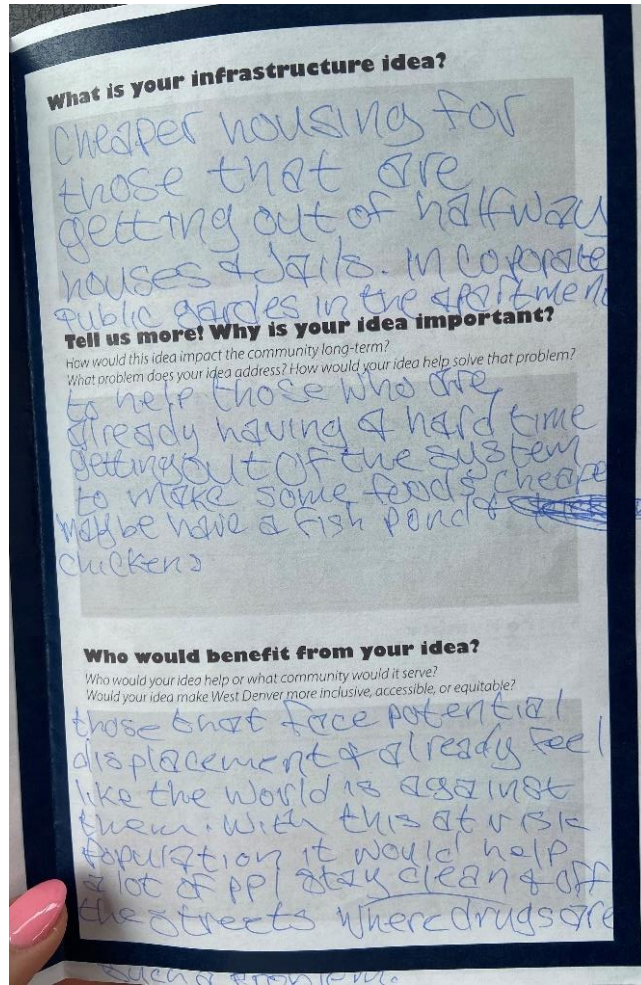 What is your infrastructure idea?
Cheaper housing for
those that are
getting out of halfway
houses & Jails. Incoporate
public gardes in the apartment
Tell us more! Why is your idea important?
How would this idea impact the community long-term?
What problem does your idea address? How would your idea help solve that problem?
to help those who are
already having a hard time
getting out of the system
to make some foods cheaper
maybe have a fish pond &
chickens
Who would benefit from your idea?
Who would your idea help or what community would it serve?
Would your idea make West Denver more inclusive, accessible, or equitable?
those that face potential
displacement & already feel
like the world is against
them. With this at risk
population it would help
a lot of ppl stay clean & off
the streets where drugs are
such a problem.